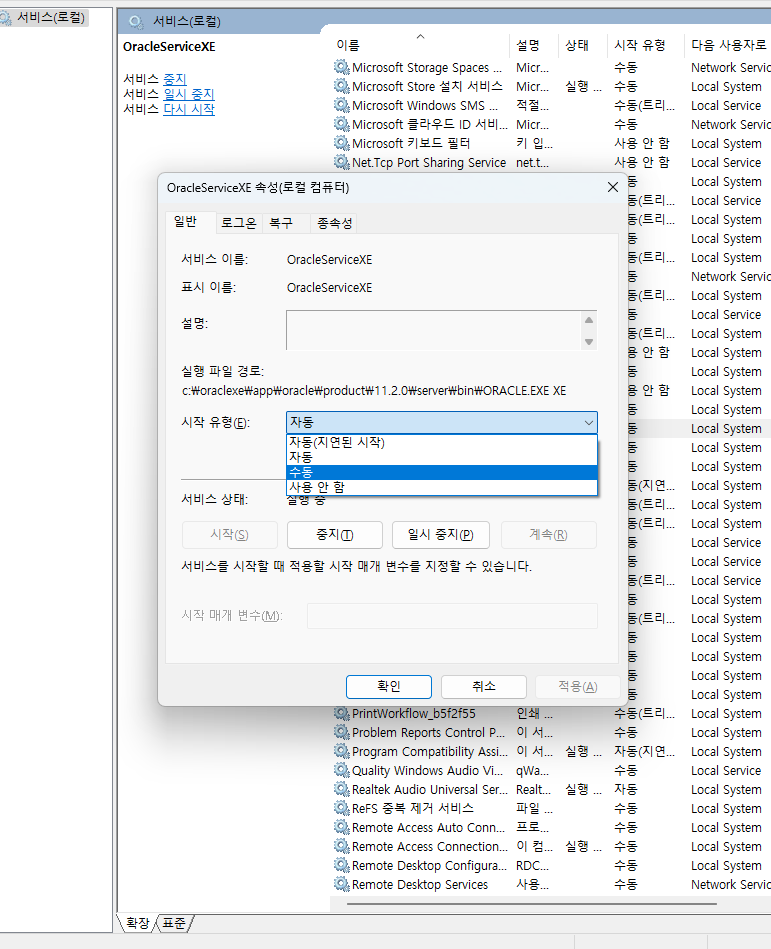 서비스(로컬)
서비스(로컬)
OracleServiceXE
서비스 중지
서비스 일시 중지
서비스 다시 시작
이름 설명 상태 시작 유형 다음 사용자로
Microsoft Storage Spaces ... Micr... 수동 Network Servic
Microsoft Store 설치 서비스 Micr... 실행 ... 수동 Local System
Microsoft Windows SMS ... 적절... 수동(트리... Local Service
Microsoft 클라우드 ID 서비... Micr... 수동 Network Servic
Microsoft 키보드 필터 키 입... 사용 안 함 Local System
Net.Tcp Port Sharing Service net.t... 사용 안 함 Local Service
OracleServiceXE 속성(로컬 컴퓨터)
일반 로그온 복구 종속성
서비스 이름: OracleServiceXE
표시 이름: OracleServiceXE
설명:
실행 파일 경로:
c:₩oraclexe₩app₩oracle₩product₩11.2.0₩server₩bin₩ORACLE.EXE XE
시작 유형(E): 자동
자동(지연된 시작)
자동
수동
사용 안 함
서비스 상태: 실행 중
시작(S) 중지(T) 일시 중지(P) 계속(R)
서비스를 시작할 때 적용할 시작 매개 변수를 지정할 수 있습니다.
시작 매개 변수(M):
확인 취소 적용(A)
동 Local System
동(트리... Local Service
동(트리... Local System
동 Local System
동 Local System
동 Network Servic
동(트리... Local System
동 Local Service
동(트리... Local System
용 안 함 Local System
동 Local System
용 안 함 Local System
동 Local System
동 Local System
동 Local System
동 Local System
동(지연... Local System
동(트리... Local System
동(트리... Local System
동 Local Service
동 Local Service
동(트리... Local Service
동 Local System
동(트리... Local System
동 Local System
동 Local System
동 Local System
동 Local System
PrintWorkflow_b5f2f55 인쇄 ... 수동(트리... Local System
Problem Reports Control P... 이 서... 수동 Local System
Program Compatibility Assi... 이 서... 실행 ... 자동(지연... Local System
Quality Windows Audio Vi... qWa... 수동 Local Service
Realtek Audio Universal Ser... Realt... 실행 ... 자동 Local System
ReFS 중복 제거 서비스 파일 ... 수동 Local System
Remote Access Auto Conn... 프로... 수동 Local System
Remote Access Connection... 이 컴... 실행 ... 수동 Local System
Remote Desktop Configura... RDC... 수동 Local System
Remote Desktop Services 사용... 수동 Network Servic
확장 표준